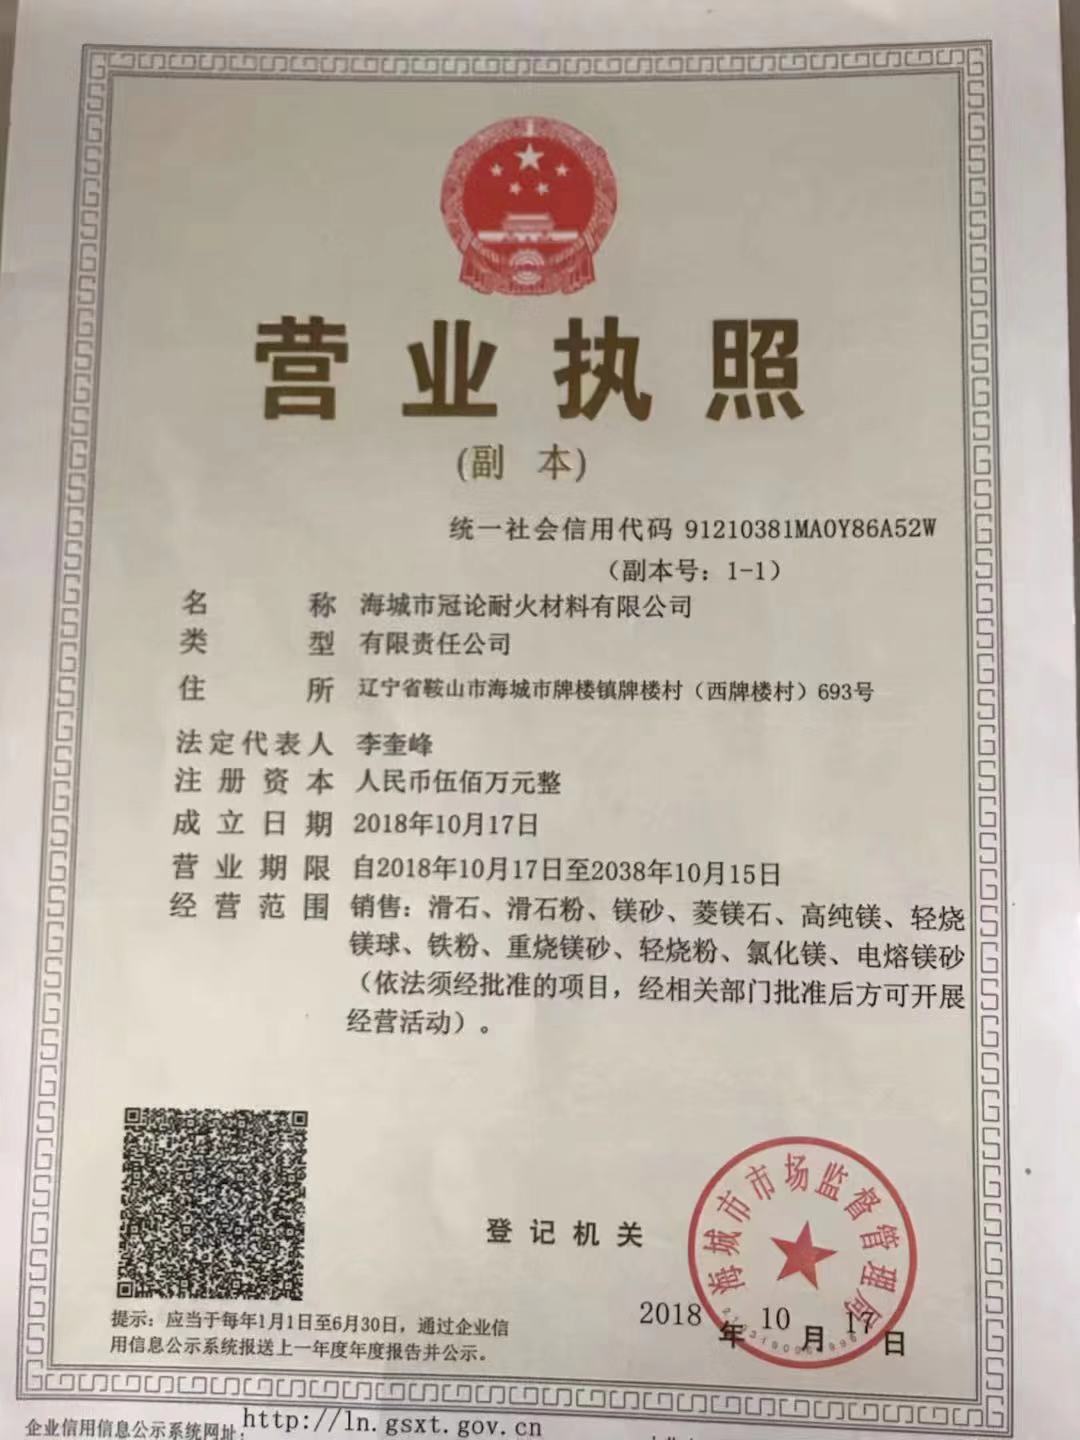 营业执照
(副 本)
统一社会信用代码 91210381MA0Y86A52W
（副本号：1-1）
名 称 海城市冠论耐火材料有限公司
类 型 有限责任公司
住 所 辽宁省鞍山市海城市牌楼镇牌楼村（西牌楼村）693号
法定代表人 李奎峰
注册资本 人民币伍佰万元整
成立日期 2018年10月17日
营业期限 自2018年10月17日至2038年10月15日
经营范围 销售：滑石、滑石粉、镁砂、菱镁石、高纯镁、轻烧
镁球、铁粉、重烧镁砂、轻烧粉、氯化镁、电熔镁砂
（依法须经批准的项目，经相关部门批准后方可开展
经营活动）。
登记机关
海城市市场监督管理局
2018 年 10 月 17 日
提示：应当于每年1月1日至6月30日，通过企业信
用信息公示系统报送上一年度年度报告并公示。
企业信用信息公示系统网址：http://ln.gsxt.gov.cn